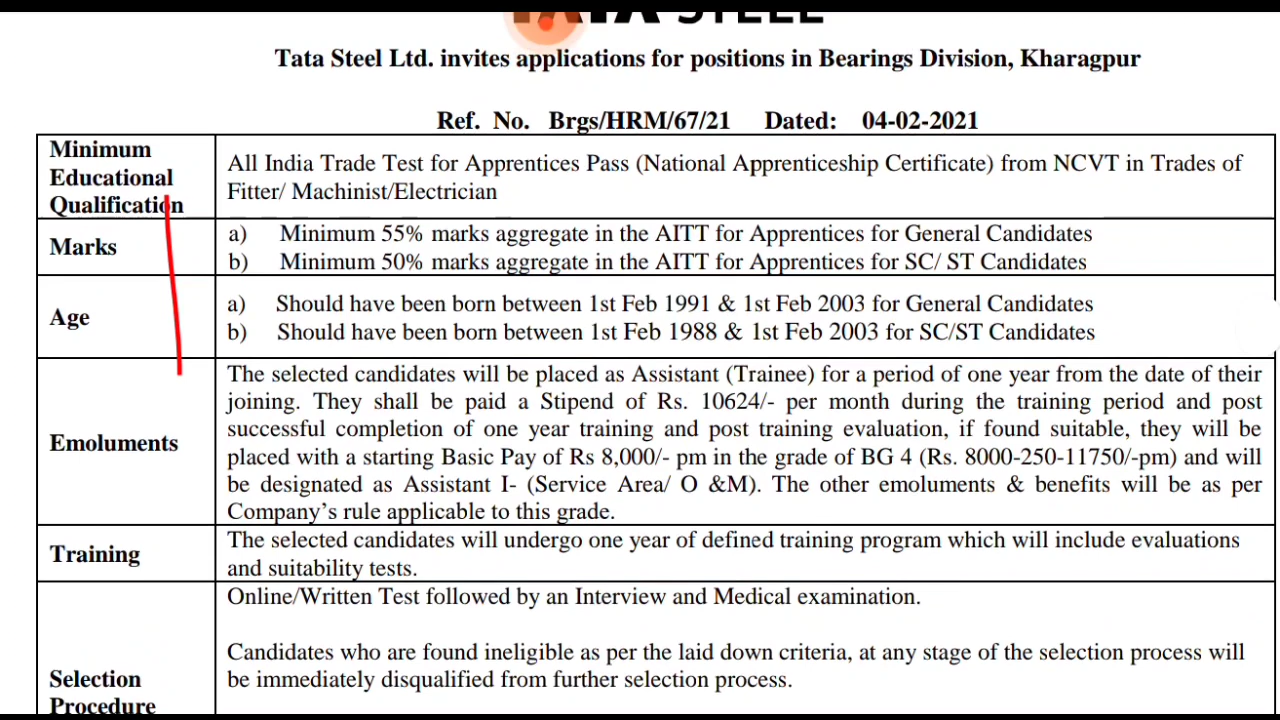 TATA STEEL
Tata Steel Ltd. invites applications for positions in Bearings Division, Kharagpur
Ref. No. Brgs/HRM/67/21 Dated: 04-02-2021
Minimum
Educational
Qualification
All India Trade Test for Apprentices Pass (National Apprenticeship Certificate) from NCVT in Trades of
Fitter/ Machinist/Electrician
Marks
a) Minimum 55% marks aggregate in the AITT for Apprentices for General Candidates
b) Minimum 50% marks aggregate in the AITT for Apprentices for SC/ ST Candidates
Age
a) Should have been born between 1st Feb 1991 & 1st Feb 2003 for General Candidates
b) Should have been born between 1st Feb 1988 & 1st Feb 2003 for SC/ST Candidates
Emoluments
The selected candidates will be placed as Assistant (Trainee) for a period of one year from the date of their
joining. They shall be paid a Stipend of Rs. 10624/- per month during the training period and post
successful completion of one year training and post training evaluation, if found suitable, they will be
placed with a starting Basic Pay of Rs 8,000/- pm in the grade of BG 4 (Rs. 8000-250-11750/-pm) and will
be designated as Assistant I- (Service Area/ O &M). The other emoluments & benefits will be as per
Company’s rule applicable to this grade.
Training
The selected candidates will undergo one year of defined training program which will include evaluations
and suitability tests.
Selection
Procedure
Online/Written Test followed by an Interview and Medical examination.
Candidates who are found ineligible as per the laid down criteria, at any stage of the selection process will
be immediately disqualified from further selection process.